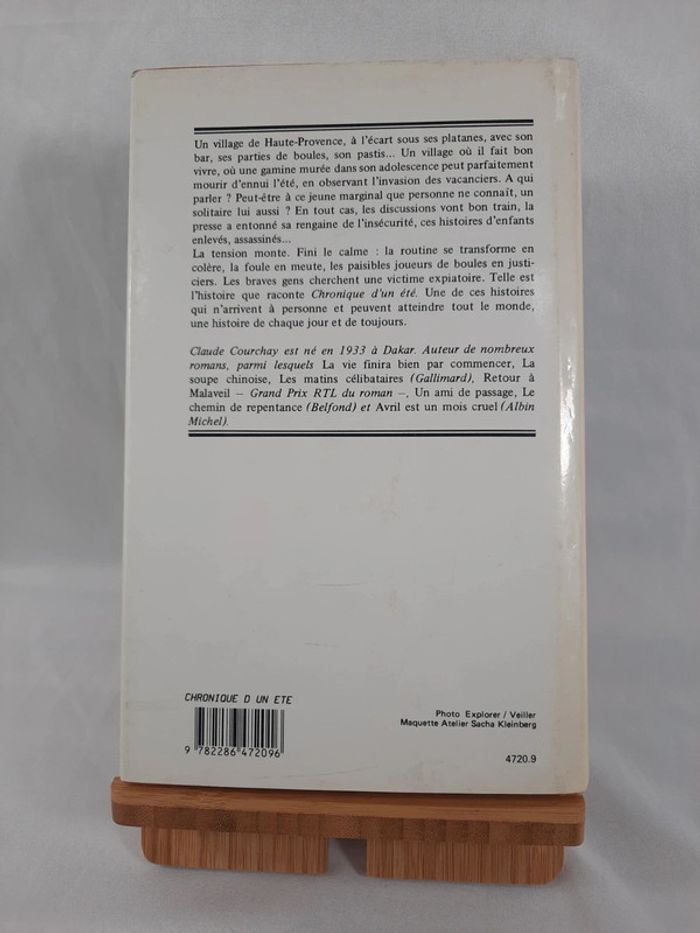 Un village de Haute-Provence, à l'écart sous ses platanes, avec son
bar, ses parties de boules, son pastis... Un village où il fait bon
vivre, où une gamine murée dans son adolescence peut parfaitement
mourir d'ennui l'été, en observant l'invasion des vacanciers. A qui
parler ? Peut-être à ce jeune marginal que personne ne connaît, un
solitaire lui aussi ? En tout cas, les discussions vont bon train, la
presse a entonné sa rengaine de l'insécurité, ces histoires d'enfants
enlevés, assassinés...
La tension monte. Fini le calme : la routine se transforme en
colère, la foule en meute, les paisibles joueurs de boules en justi-
ciers. Les braves gens cherchent une victime expiatoire. Telle est
l'histoire que raconte Chronique d'un été. Une de ces histoires
qui n'arrivent à personne et peuvent atteindre tout le monde,
une histoire de chaque jour et de toujours.
Claude Courchay est né en 1933 à Dakar. Auteur de nombreux
romans, parmi lesquels La vie finira bien par commencer, La
soupe chinoise, Les matins célibataires (Gallimard), Retour à
Malaveil — Grand Prix RTL du roman —, Un ami de passage, Le
chemin de repentance (Belfond) et Avril est un mois cruel (Albin
Michel).
CHRONIQUE D UN ETE
9 782286 472096
Photo Explorer / Veiller
Maquette Atelier Sacha Kleinberg
4720.9